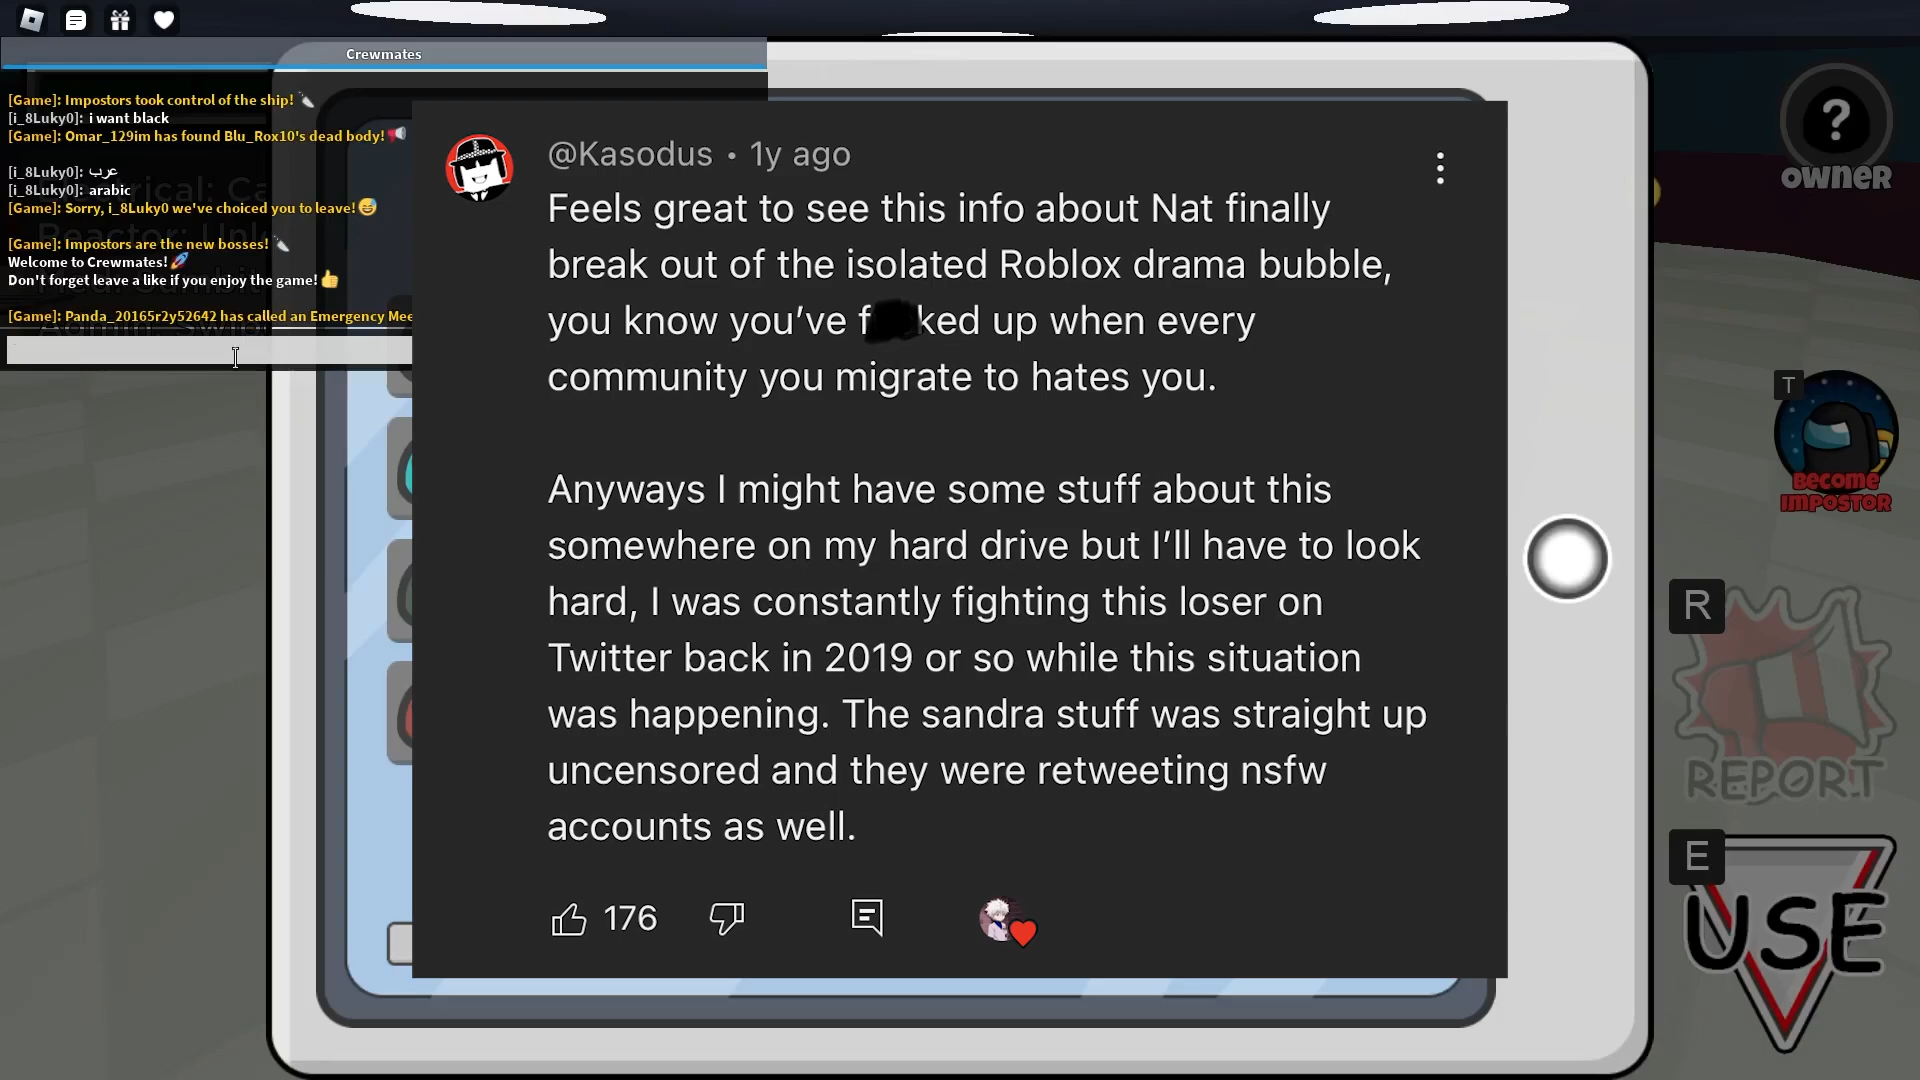 Crewmates
[Game]: Impostors took control of the ship!🔪
[i_8Luky0]: i want black
[Game]: Omar_129im has found Blu_Rox10's dead body!📢
[i_8Luky0]: عرب
[i_8Luky0]: arabic
[Game]: Sorry, i_8Luky0 we've choiced you to leave!😅
[Game]: Impostors are the new bosses!🔪
Welcome to Crewmates!🚀
Don't forget leave a like if you enjoy the game!👍
[Game]: Panda_20165r2y52642 has called an Emergency Mee
@Kasodus • 1y ago
Feels great to see this info about Nat finally
break out of the isolated Roblox drama bubble,
you know you’ve f ked up when every
community you migrate to hates you.
Anyways I might have some stuff about this
somewhere on my hard drive but I’ll have to look
hard, I was constantly fighting this loser on
Twitter back in 2019 or so while this situation
was happening. The sandra stuff was straight up
uncensored and they were retweeting nsfw
accounts as well.
176
?
OWNER
T
BECOME
IMPOSTOR
R
REPORT
E
USE